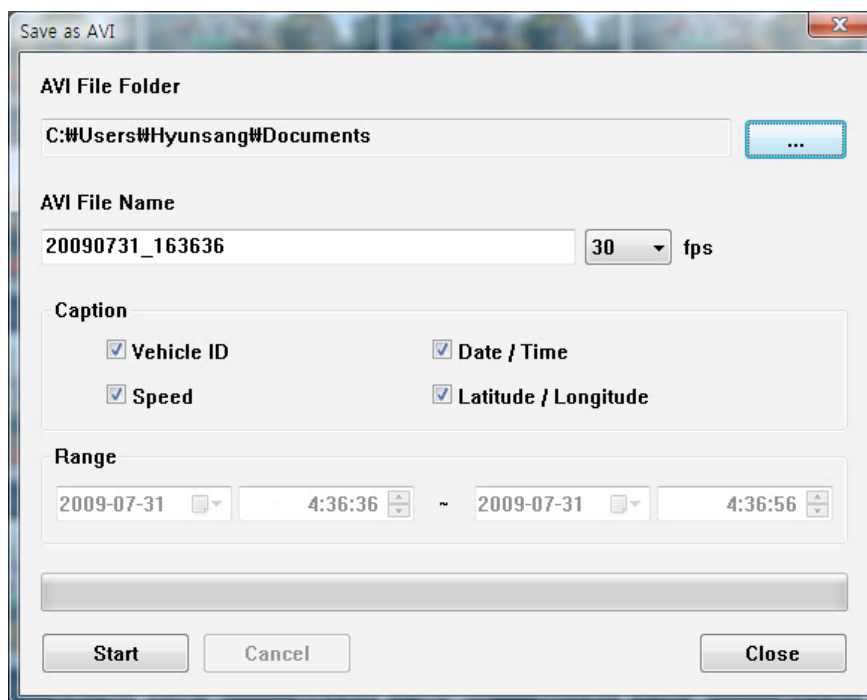 Save as AVI
AVI File Folder
C:₩Users₩Hyunsang₩Documents
...
AVI File Name
20090731_163636
30 fps
Caption
Vehicle ID Date / Time
Speed Latitude / Longitude
Range
2009-07-31 4:36:36 ~ 2009-07-31 4:36:56
Start Cancel Close